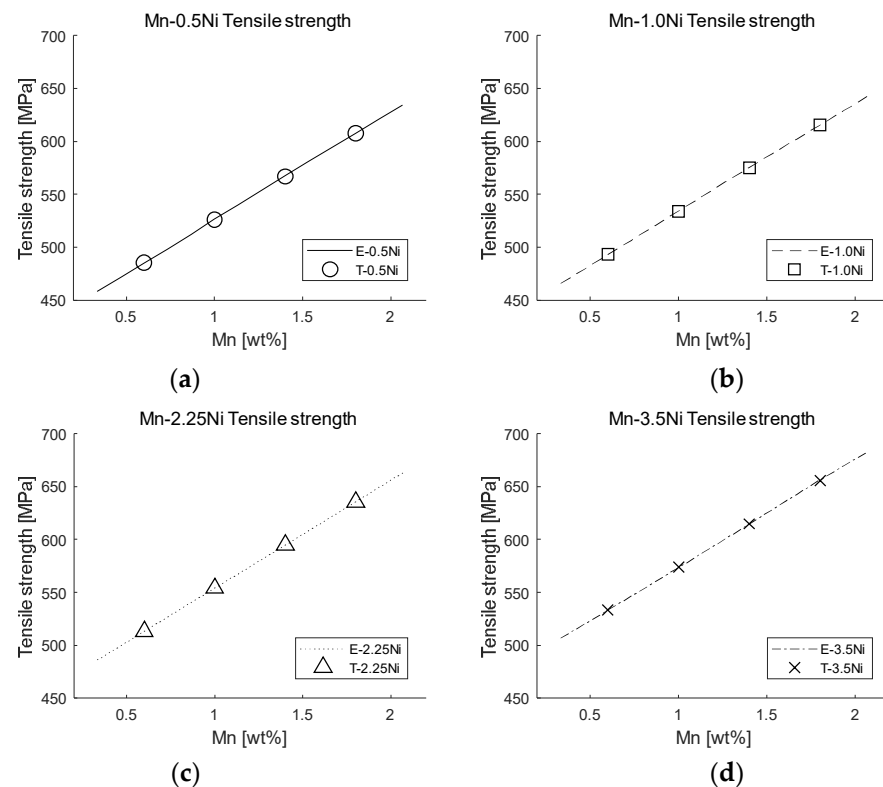 Mn-0.5Ni Tensile strength
700
650
600
550
500
450
Tensile strength [MPa]
0.5 1 1.5 2
Mn [wt%]
E-0.5Ni
T-0.5Ni
(a)
Mn-1.0Ni Tensile strength
700
650
600
550
500
450
Tensile strength [MPa]
0.5 1 1.5 2
Mn [wt%]
E-1.0Ni
T-1.0Ni
(b)
Mn-2.25Ni Tensile strength
700
650
600
550
500
450
Tensile strength [MPa]
0.5 1 1.5 2
Mn [wt%]
E-2.25Ni
T-2.25Ni
(c)
Mn-3.5Ni Tensile strength
700
650
600
550
500
450
Tensile strength [MPa]
0.5 1 1.5 2
Mn [wt%]
E-3.5Ni
T-3.5Ni
(d)